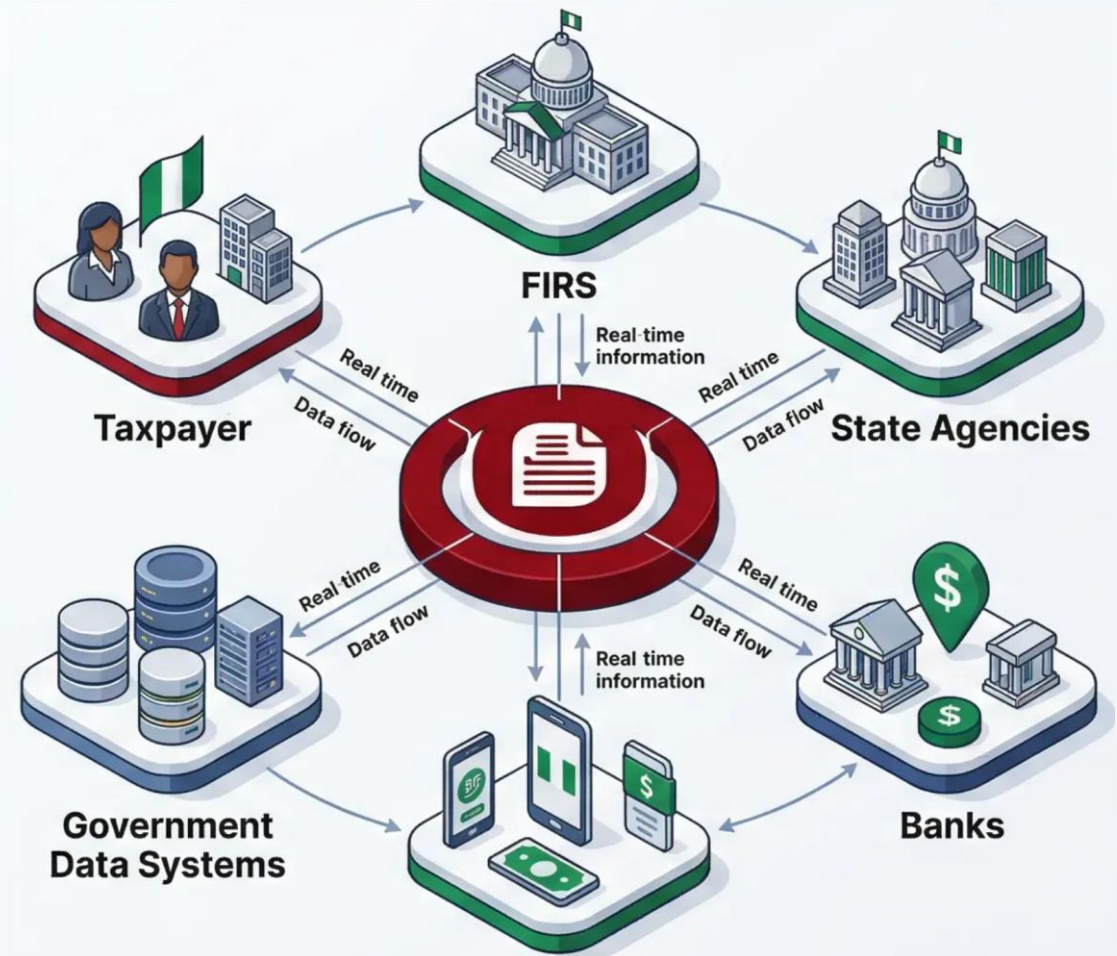 FIRS
Real-time
information
Taxpayer
Real time
Data flow
State Agencies
Real time
Data flow
Government
Data Systems
Real-time
Data flow
Banks
$
$
Real time
Data flow
Real time
information
$